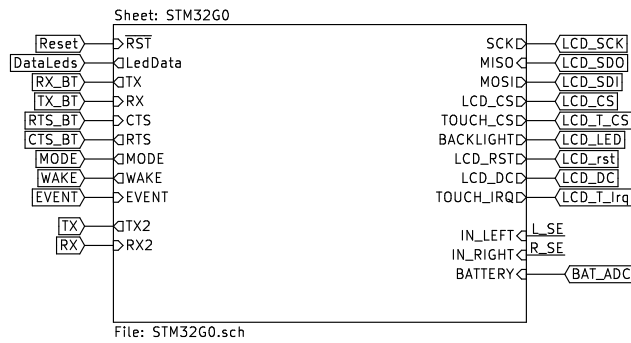 Sheet: STM32G0
Reset RST SCK LCD_SCK
DataLeds LedData MISO LCD_SDO
RX_BT TX MOSI LCD_SDI
TX_BT RX LCD_CS LCD_CS
RTS_BT CTS TOUCH_CS LCD_T_CS
CTS_BT RTS BACKLIGHT LCD_LED
MODE MODE LCD_RST LCD_rst
WAKE WAKE LCD_DC LCD_DC
EVENT EVENT TOUCH_IRQ LCD_T_Irq
TX TX2
IN_LEFT L_SE
RX RX2
IN_RIGHT R_SE
BATTERY BAT_ADC
File: STM32G0.sch